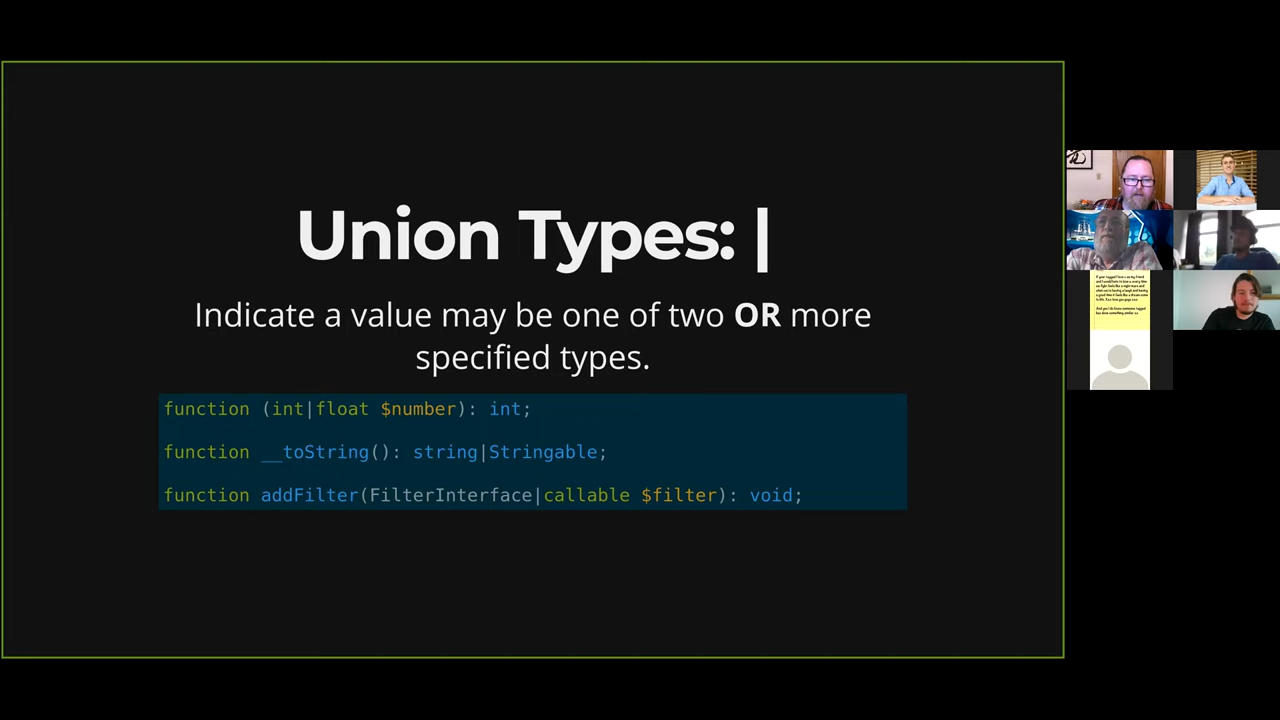 Union Types: |
Indicate a value may be one of two OR more
specified types.
function (int|float $number): int;
function __toString(): string|Stringable;
function addFilter(FilterInterface|callable $filter): void;